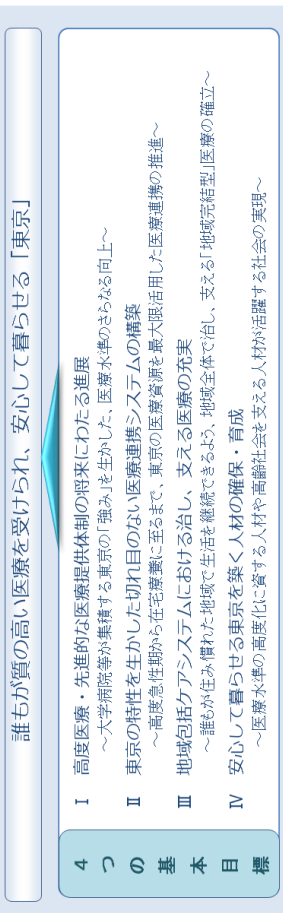 誰もが質の高い医療を受けられ、安心して暮らせる「東京」
4つの基本目標
Ⅰ 高度医療・先進的な医療提供体制の将来にわたる進展
～大学病院等が集積する東京の「強み」を生かした、医療水準のさらなる向上～
Ⅱ 東京の特性を生かした切れ目のない医療連携システムの構築
～高度急性期から在宅療養に至るまで、東京の医療資源を最大限活用した医療連携の推進～
Ⅲ 地域包括ケアシステムにおける治し、支える医療の充実
～誰もが住み慣れた地域で生活を継続できるよう、地域全体で治し、支える「地域完結型」医療の確立～
Ⅳ 安心して暮らせる東京を築く人材の確保・育成
～医療水準の高度化に資する人材や高齢社会を支える人材が活躍する社会の実現～